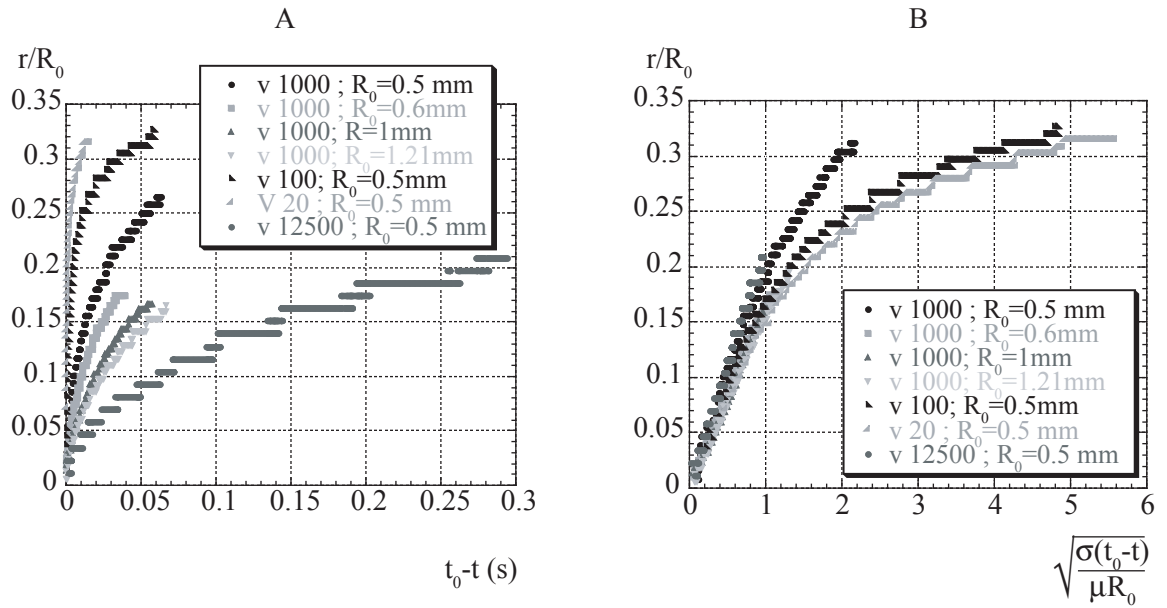 A
r/R0
0.35
0.3
0.25
0.2
0.15
0.1
0.05
0
0 0.05 0.1 0.15 0.2 0.25 0.3
t0-t (s)
v 1000 ; R0=0.5 mm
v 1000 ; R0=0.6mm
v 1000; R=1mm
v 1000; R0=1.21mm
v 100; R0=0.5mm
V 20 ; R0=0.5 mm
v 12500 ; R0=0.5 mm
B
r/R0
0.35
0.3
0.25
0.2
0.15
0.1
0.05
0
0 1 2 3 4 5 6
√σ(t0-t)
μR0
v 1000 ; R0=0.5 mm
v 1000 ; R0=0.6mm
v 1000; R0=1mm
v 1000; R0=1.21mm
v 100; R0=0.5mm
v 20 ; R0=0.5 mm
v 12500 ; R0=0.5 mm